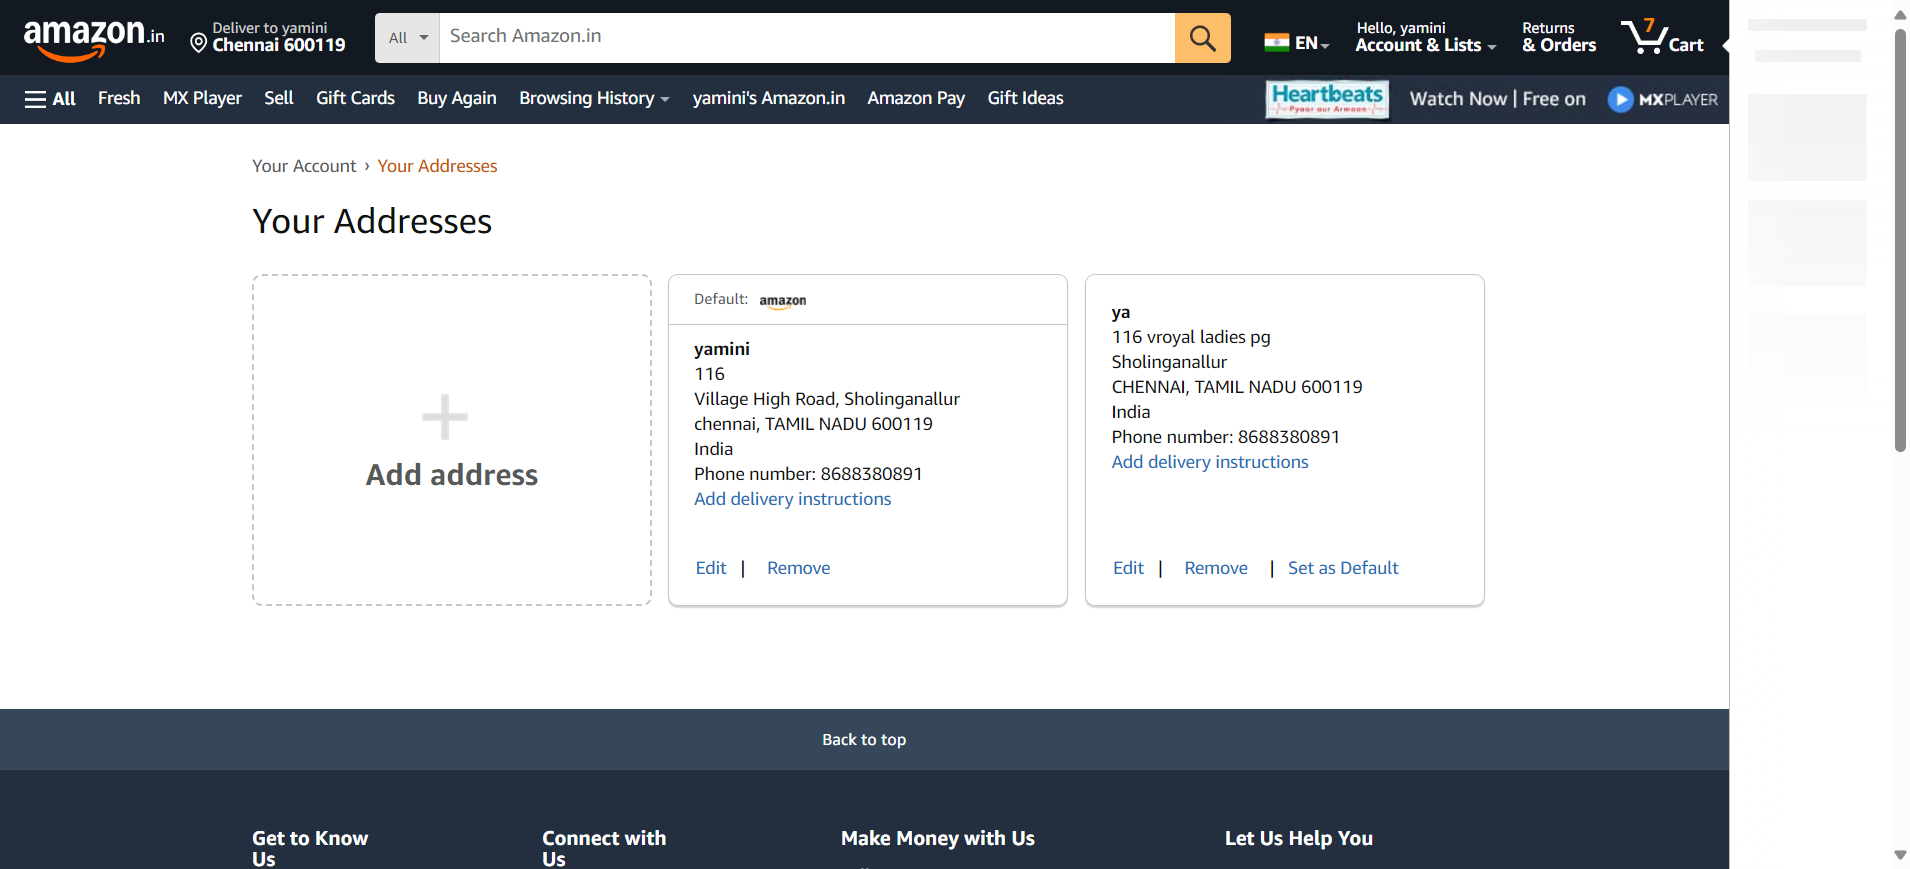 amazon.in
Deliver to yamini
Chennai 600119
All
Search Amazon.in
EN
Hello, yamini
Account & Lists
Returns
& Orders
7
Cart
All
Fresh
MX Player
Sell
Gift Cards
Buy Again
Browsing History
yamini's Amazon.in
Amazon Pay
Gift Ideas
Heartbeats
Pyaar aur Armaan
Watch Now | Free on
MXPLAYER
Your Account › Your Addresses
Your Addresses
Add address
Default: amazon
yamini
116
Village High Road, Sholinganallur
chennai, TAMIL NADU 600119
India
Phone number: 8688380891
Add delivery instructions
Edit | Remove
ya
116 vroyal ladies pg
Sholinganallur
CHENNAI, TAMIL NADU 600119
India
Phone number: 8688380891
Add delivery instructions
Edit | Remove | Set as Default
Back to top
Get to Know
Us
Connect with
Us
Make Money with Us
Let Us Help You